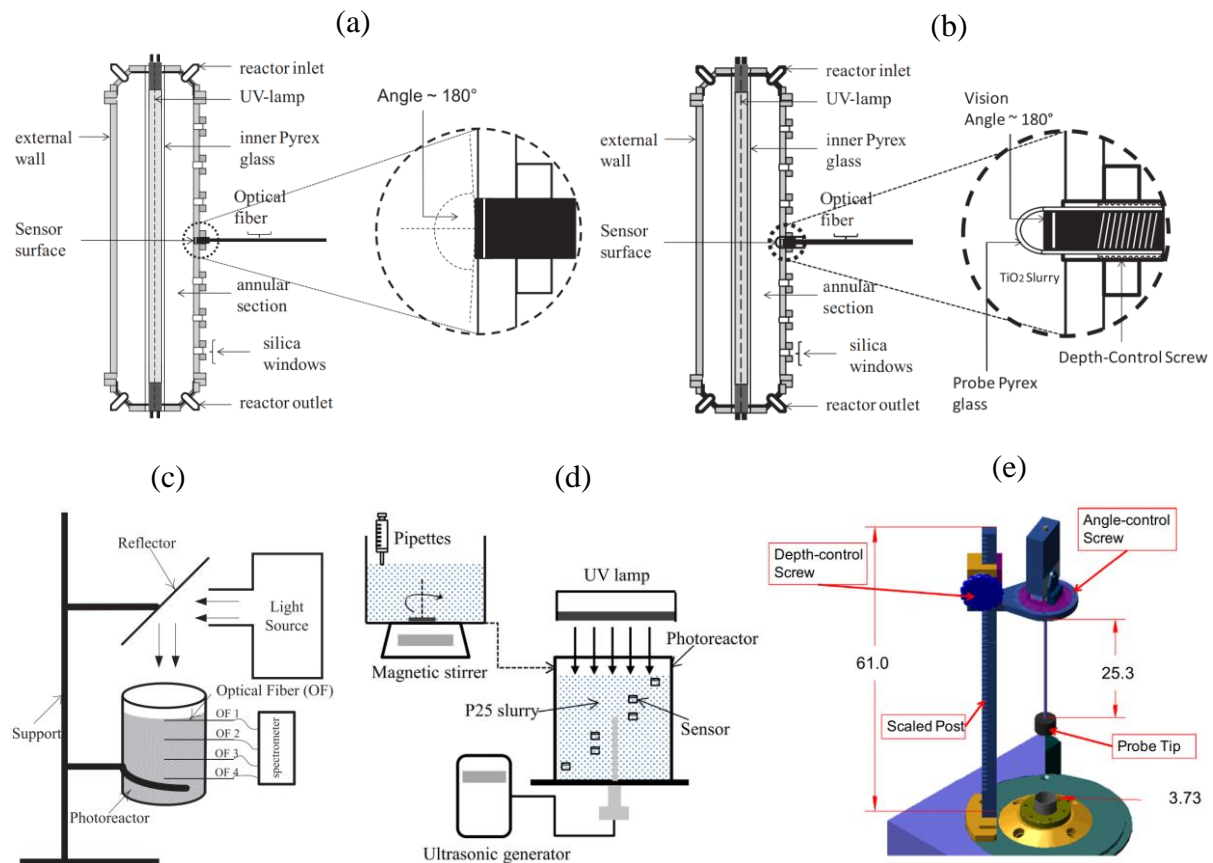 (a)
reactor inlet
UV-lamp
external
wall
inner Pyrex
glass
Optical
fiber
Sensor
surface
annular
section
silica
windows
reactor outlet
Angle ~ 180°
(b)
reactor inlet
UV-lamp
external
wall
inner Pyrex
glass
Optical
fiber
Sensor
surface
annular
section
silica
windows
reactor outlet
Vision
Angle ~ 180°
TiO2 Slurry
Depth-Control Screw
Probe Pyrex
glass
(c)
Reflector
Light
Source
Optical Fiber (OF)
OF 1
OF 2
OF 3
OF 4
spectrometer
Support
Photoreactor
(d)
Pipettes
Magnetic stirrer
UV lamp
Photoreactor
P25 slurry
Sensor
Ultrasonic generator
(e)
Depth-control
Screw
Angle-control
Screw
61.0
25.3
Scaled Post
Probe Tip
3.73